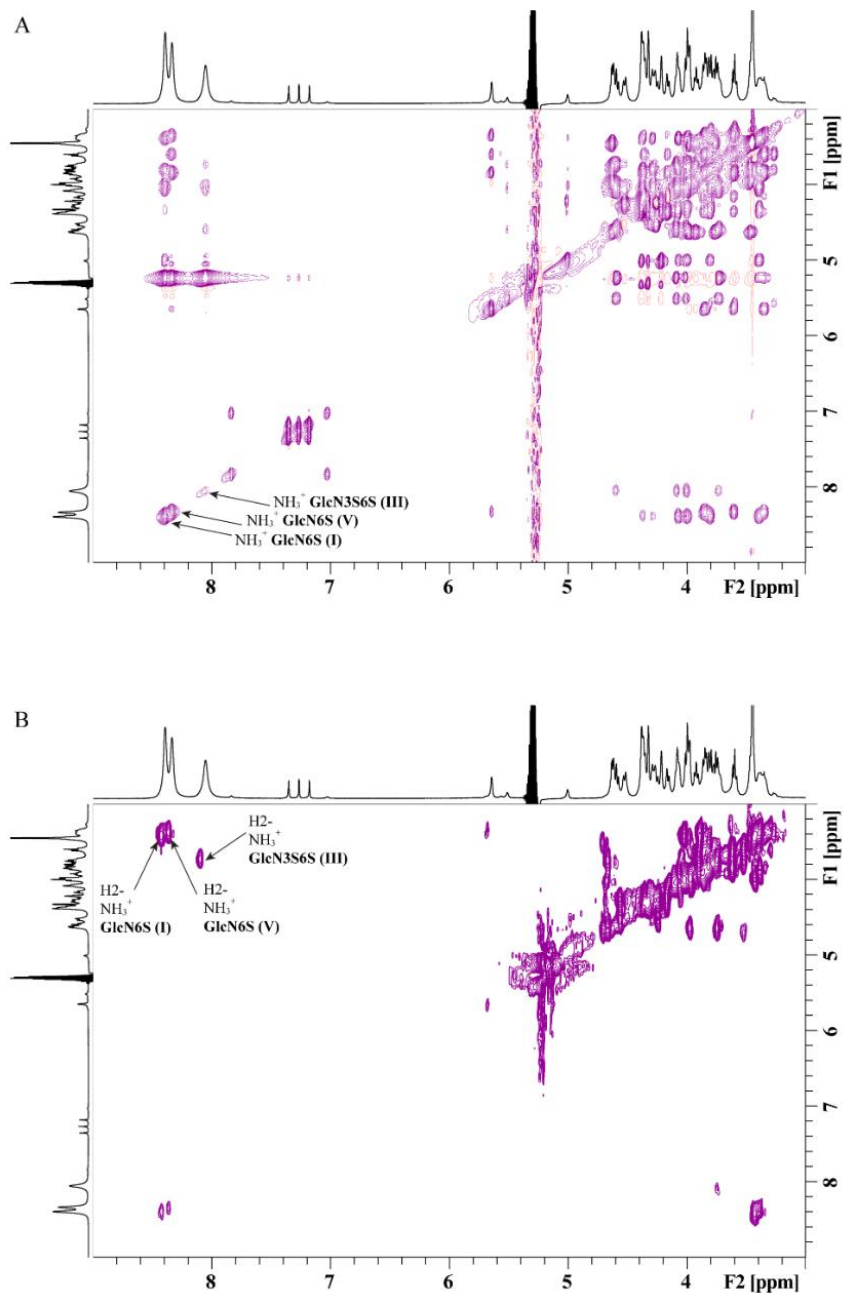 A
F1 [ppm]
5
6
7
8
NH₃⁺ GlcN3S6S (III)
NH₃⁺ GlcN6S (V)
NH₃⁺ GlcN6S (I)
8 7 6 5 4 F2 [ppm]
B
F1 [ppm]
5
6
7
8
H2-
NH₃⁺
GlcN3S6S (III)
H2-
NH₃⁺
GlcN6S (I)
H2-
NH₃⁺
GlcN6S (V)
8 7 6 5 4 F2 [ppm]